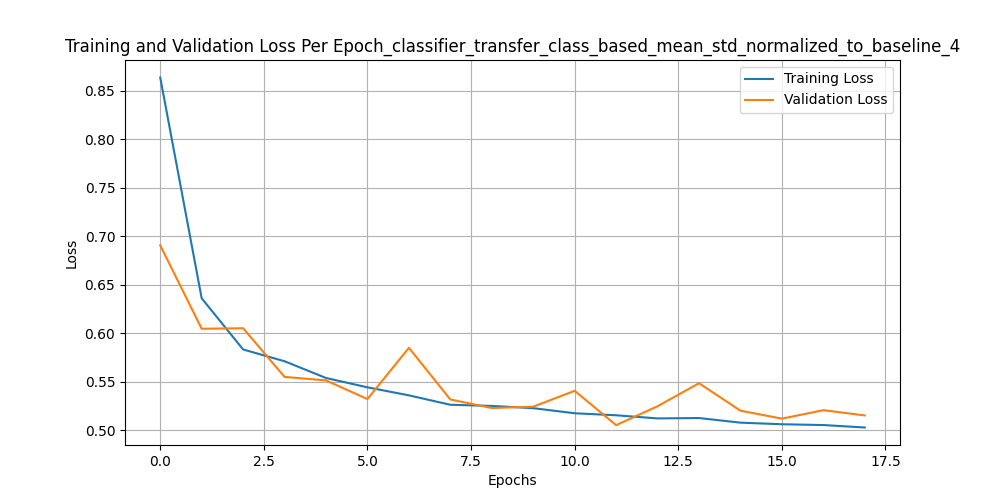 Training and Validation Loss Per Epoch_classifier_transfer_class_based_mean_std_normalized_to_baseline_4
Training Loss
Validation Loss
0.85
0.80
0.75
0.70
0.65
0.60
0.55
0.50
Loss
0.0 2.5 5.0 7.5 10.0 12.5 15.0 17.5
Epochs